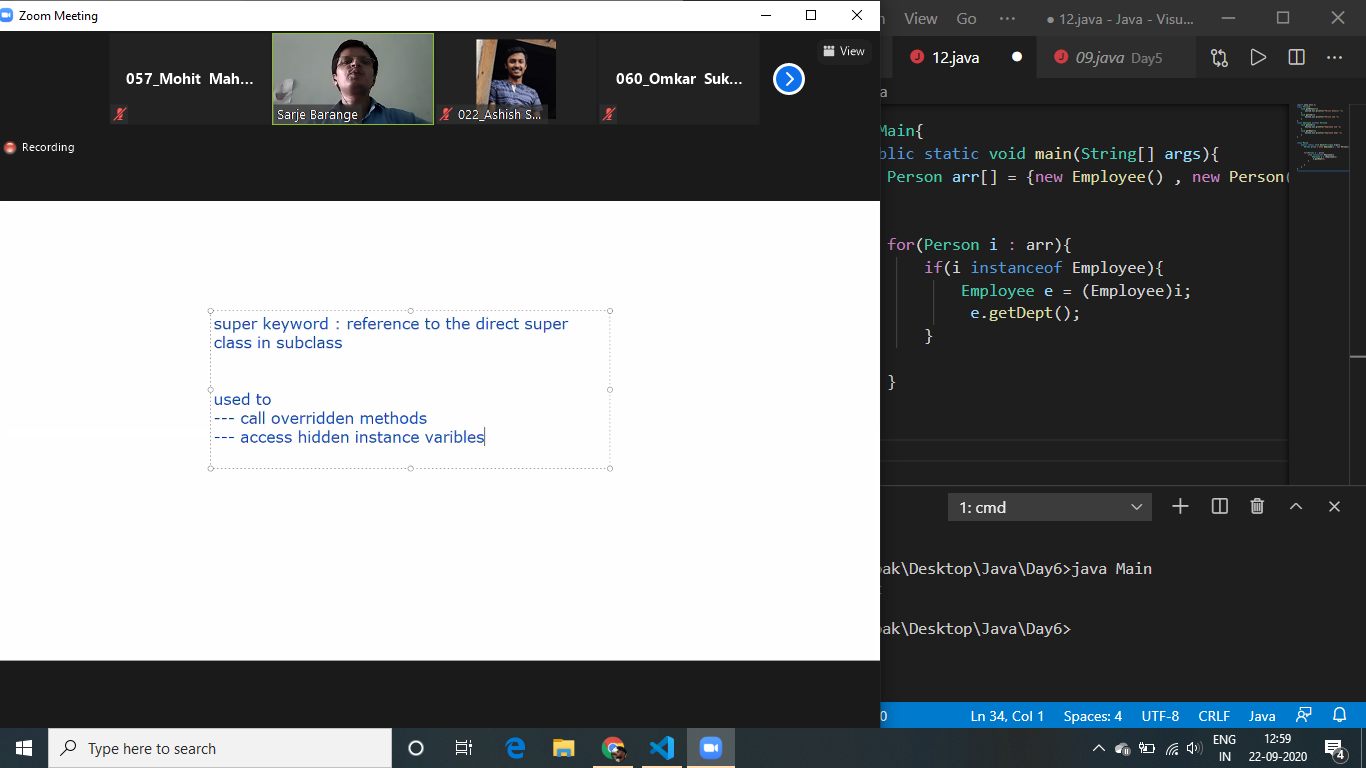 Zoom Meeting
057_Mohit Mah...
Sarje Barange
022_Ashish S...
060_Omkar Suk...
View
Recording
super keyword : reference to the direct super
class in subclass
used to
--- call overridden methods
--- access hidden instance varibles
View Go ··· ● 12.java - Java - Visu...
12.java
09.java Day5
Main{
blic static void main(String[] args){
Person arr[] = {new Employee() , new Person(
for(Person i : arr){
if(i instanceof Employee){
Employee e = (Employee)i;
e.getDept();
}
}
1: cmd
ak\Desktop\Java\Day6>java Main
ak\Desktop\Java\Day6>
Ln 34, Col 1 Spaces: 4 UTF-8 CRLF Java
Type here to search
ENG
IN
12:59
22-09-2020
4